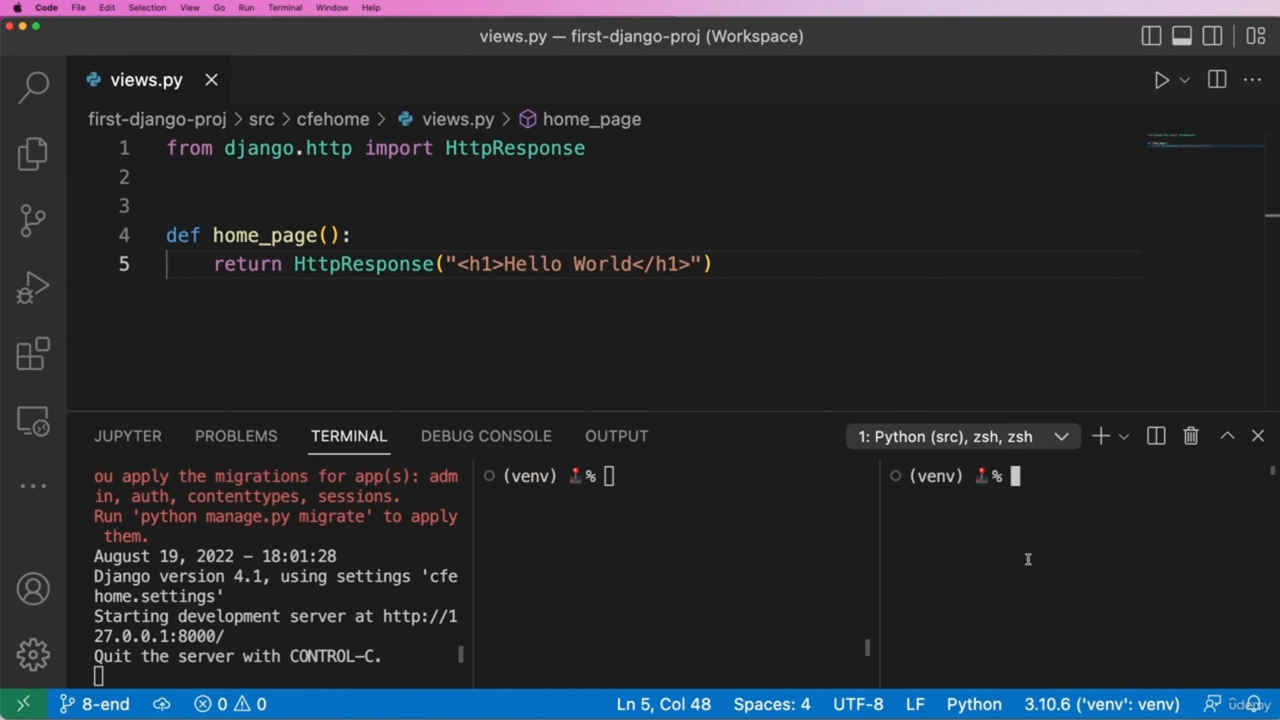 Code File Edit Selection View Go Run Terminal Window Help
views.py — first-django-proj (Workspace)
views.py
first-django-proj > src > cfehome > views.py > home_page
1 from django.http import HttpResponse
2
3
4 def home_page():
5 return HttpResponse("<h1>Hello World</h1>")
JUPYTER PROBLEMS TERMINAL DEBUG CONSOLE OUTPUT 1: Python (src), zsh, zsh
ou apply the migrations for app(s): adm
in, auth, contenttypes, sessions.
Run 'python manage.py migrate' to apply
them.
August 19, 2022 – 18:01:28
Django version 4.1, using settings 'cfe
home.settings'
Starting development server at http://1
27.0.0.1:8000/
Quit the server with CONTROL-C.
(venv) %
(venv) %
8-end 0 0 Ln 5, Col 48 Spaces: 4 UTF-8 LF Python 3.10.6 ('venv': venv)
udemy